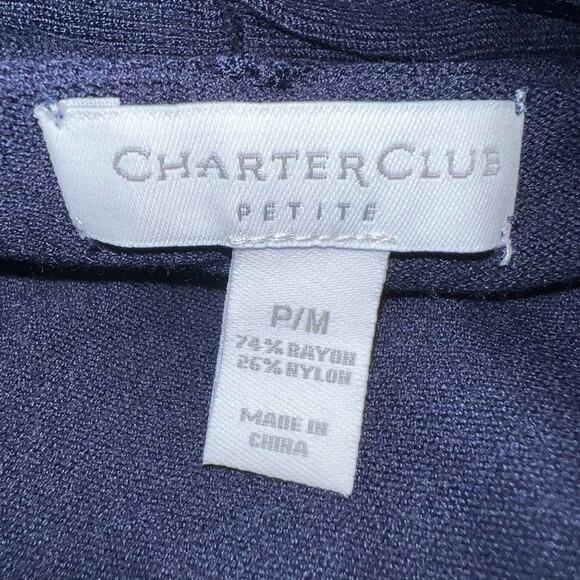 CHARTER CLUB
PETITE
P/M
74% RAYON
26% NYLON
MADE IN
CHINA